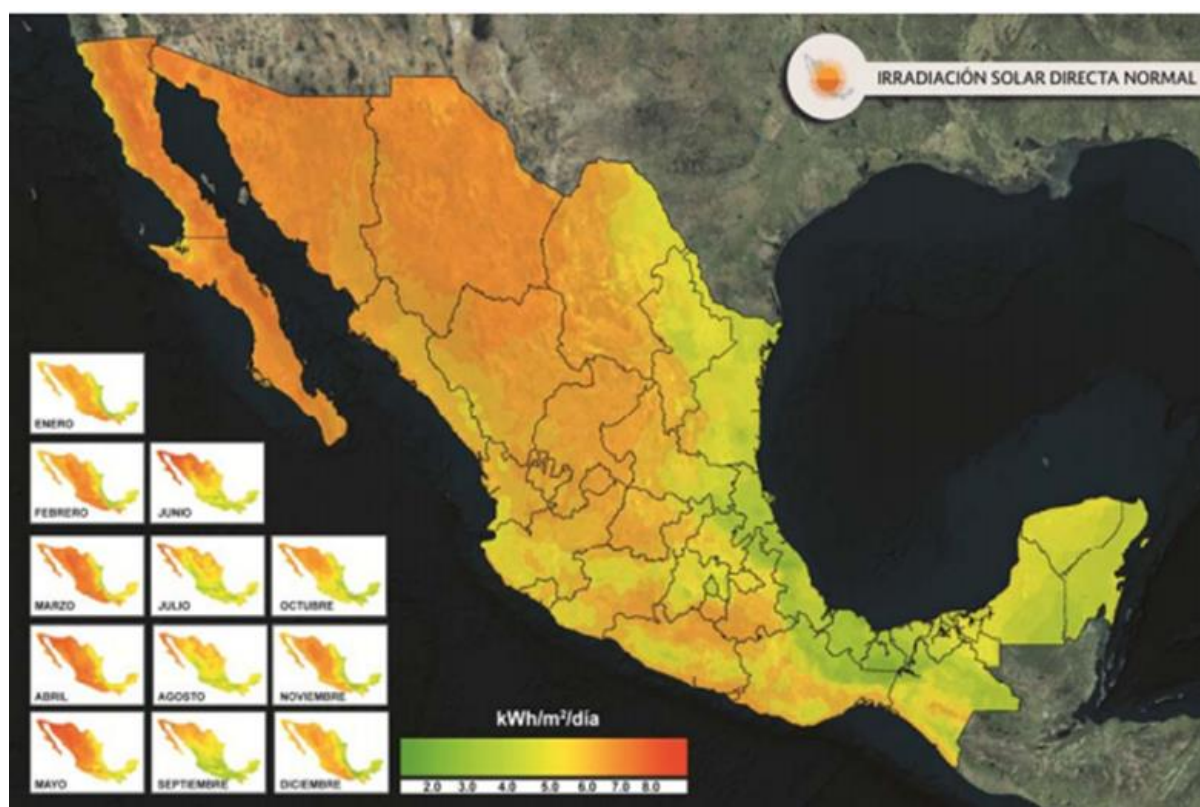 IRRADIACIÓN SOLAR DIRECTA NORMAL
ENERO
FEBRERO
JUNIO
MARZO
JULIO
OCTUBRE
ABRIL
AGOSTO
NOVIEMBRE
MAYO
SEPTIEMBRE
DICIEMBRE
kWh/m²/día
2.0 3.0 4.0 5.0 6.0 7.0 8.0